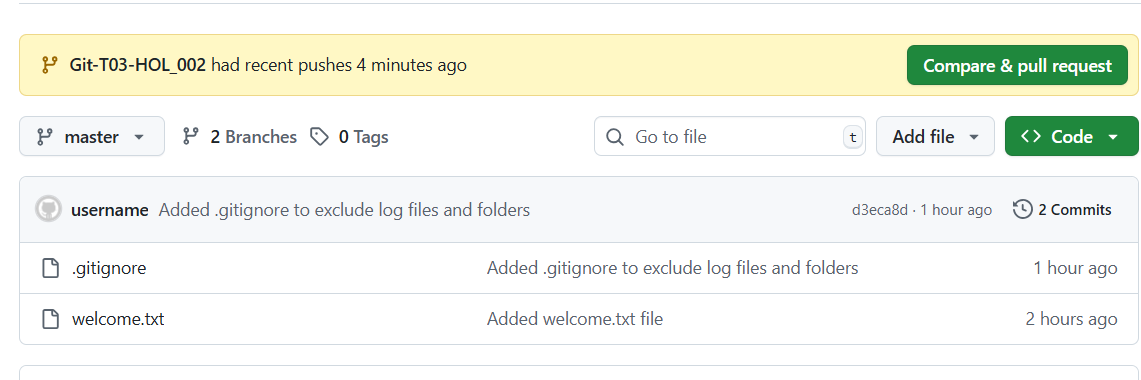 Git-T03-HOL_002 had recent pushes 4 minutes ago
Compare & pull request
master
2 Branches
0 Tags
Go to file
t
Add file
<> Code
username Added .gitignore to exclude log files and folders
d3eca8d · 1 hour ago
2 Commits
.gitignore
Added .gitignore to exclude log files and folders
1 hour ago
welcome.txt
Added welcome.txt file
2 hours ago